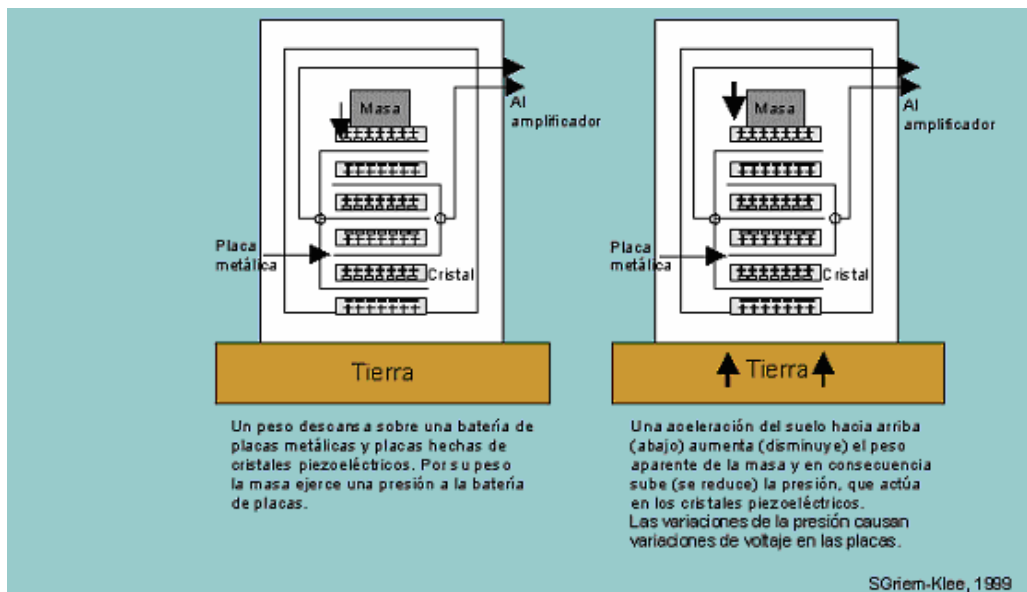 Masa
Al
amplificador
Placa
metálica
Cristal
Tierra
Un peso descansa sobre una batería de
placas metálicas y placas hechas de
cristales piezoeléctricos. Por su peso
la masa ejerce una presión a la batería
de placas.
Masa
Al
amplificador
Placa
metálica
Cristal
Tierra
Una aceleración del suelo hacia arriba
(abajo) aumenta (disminuye) el peso
aparente de la masa y en consecuencia
sube (se reduce) la presión, que actúa
en los cristales piezoeléctricos.
Las variaciones de la presión causan
variaciones de voltaje en las placas.
SGriem-Klee, 1999